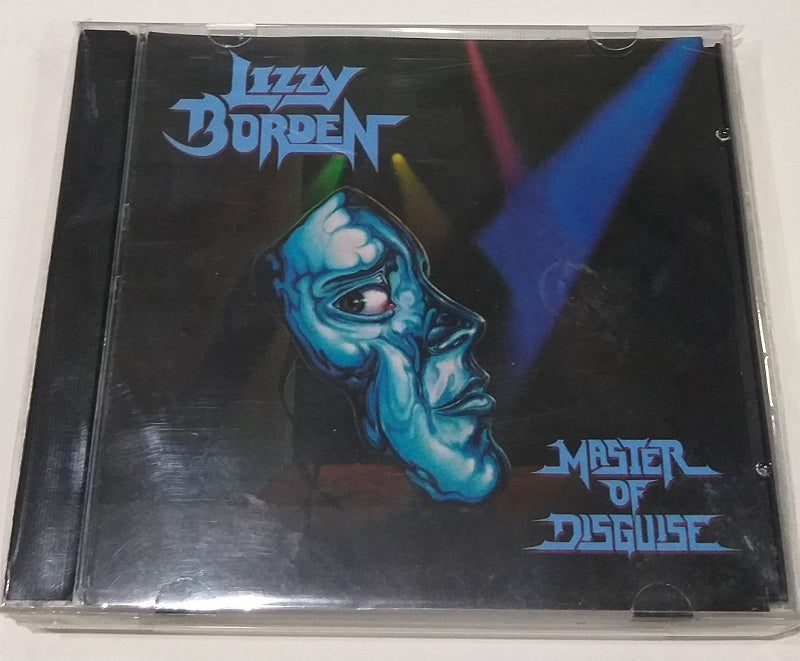 LIZZY
BORDEN
MASTER
OF
DISGUISE